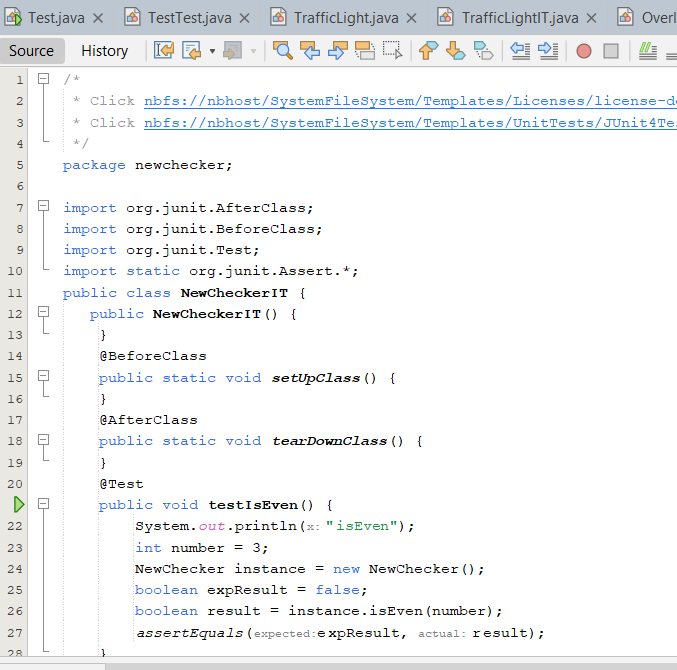 Test.java TestTest.java TrafficLight.java TrafficLightIT.java Overl
Source History
1 /*
2 * Click nbfs://nbhost/SystemFileSystem/Templates/Licenses/license-de
3 * Click nbfs://nbhost/SystemFileSystem/Templates/UnitTests/JUnit4Tes
4 */
5 package newchecker;
6
7 import org.junit.AfterClass;
8 import org.junit.BeforeClass;
9 import org.junit.Test;
10 import static org.junit.Assert.*;
11 public class NewCheckerIT {
12 public NewCheckerIT() {
13 }
14 @BeforeClass
15 public static void setUpClass() {
16 }
17 @AfterClass
18 public static void tearDownClass() {
19 }
20 @Test
public void testIsEven() {
22 System.out.println(x: "isEven");
23 int number = 3;
24 NewChecker instance = new NewChecker();
25 boolean expResult = false;
26 boolean result = instance.isEven(number);
27 assertEquals(expected: expResult, actual: result);
28 }